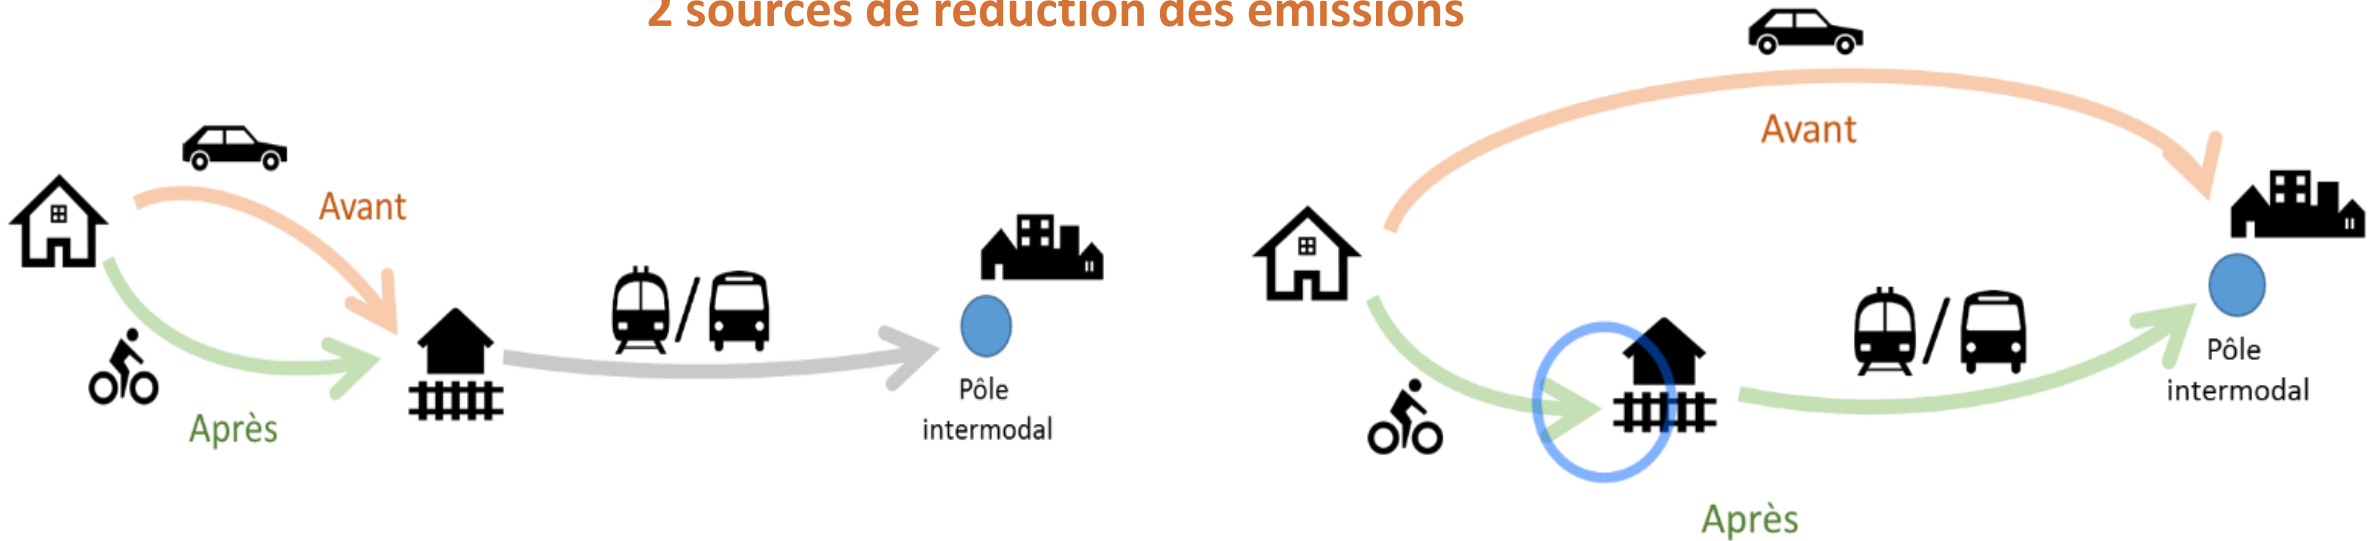 2 sources de réduction des émissions
Avant
Après
Pôle
intermodal
Avant
Pôle
intermodal
Après